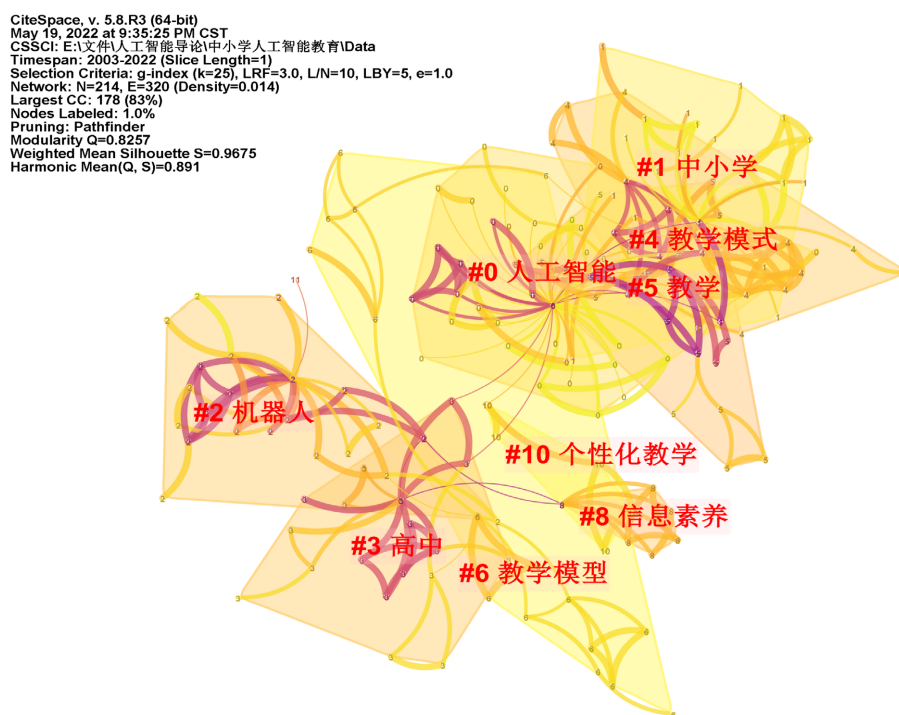 CiteSpace, v. 5.8.R3 (64-bit)
May 19, 2022 at 9:35:25 PM CST
CSSCI: E:\文件\人工智能导论\中小学人工智能教育\Data
Timespan: 2003-2022 (Slice Length=1)
Selection Criteria: g-index (k=25), LRF=3.0, L/N=10, LBY=5, e=1.0
Network: N=214, E=320 (Density=0.014)
Largest CC: 178 (83%)
Nodes Labeled: 1.0%
Pruning: Pathfinder
Modularity Q=0.8257
Weighted Mean Silhouette S=0.9675
Harmonic Mean(Q, S)=0.891
#1 中小学
#4 教学模式
#0 人工智能
#5 教学
#2 机器人
#10 个性化教学
#8 信息素养
#3 高中
#6 教学模型